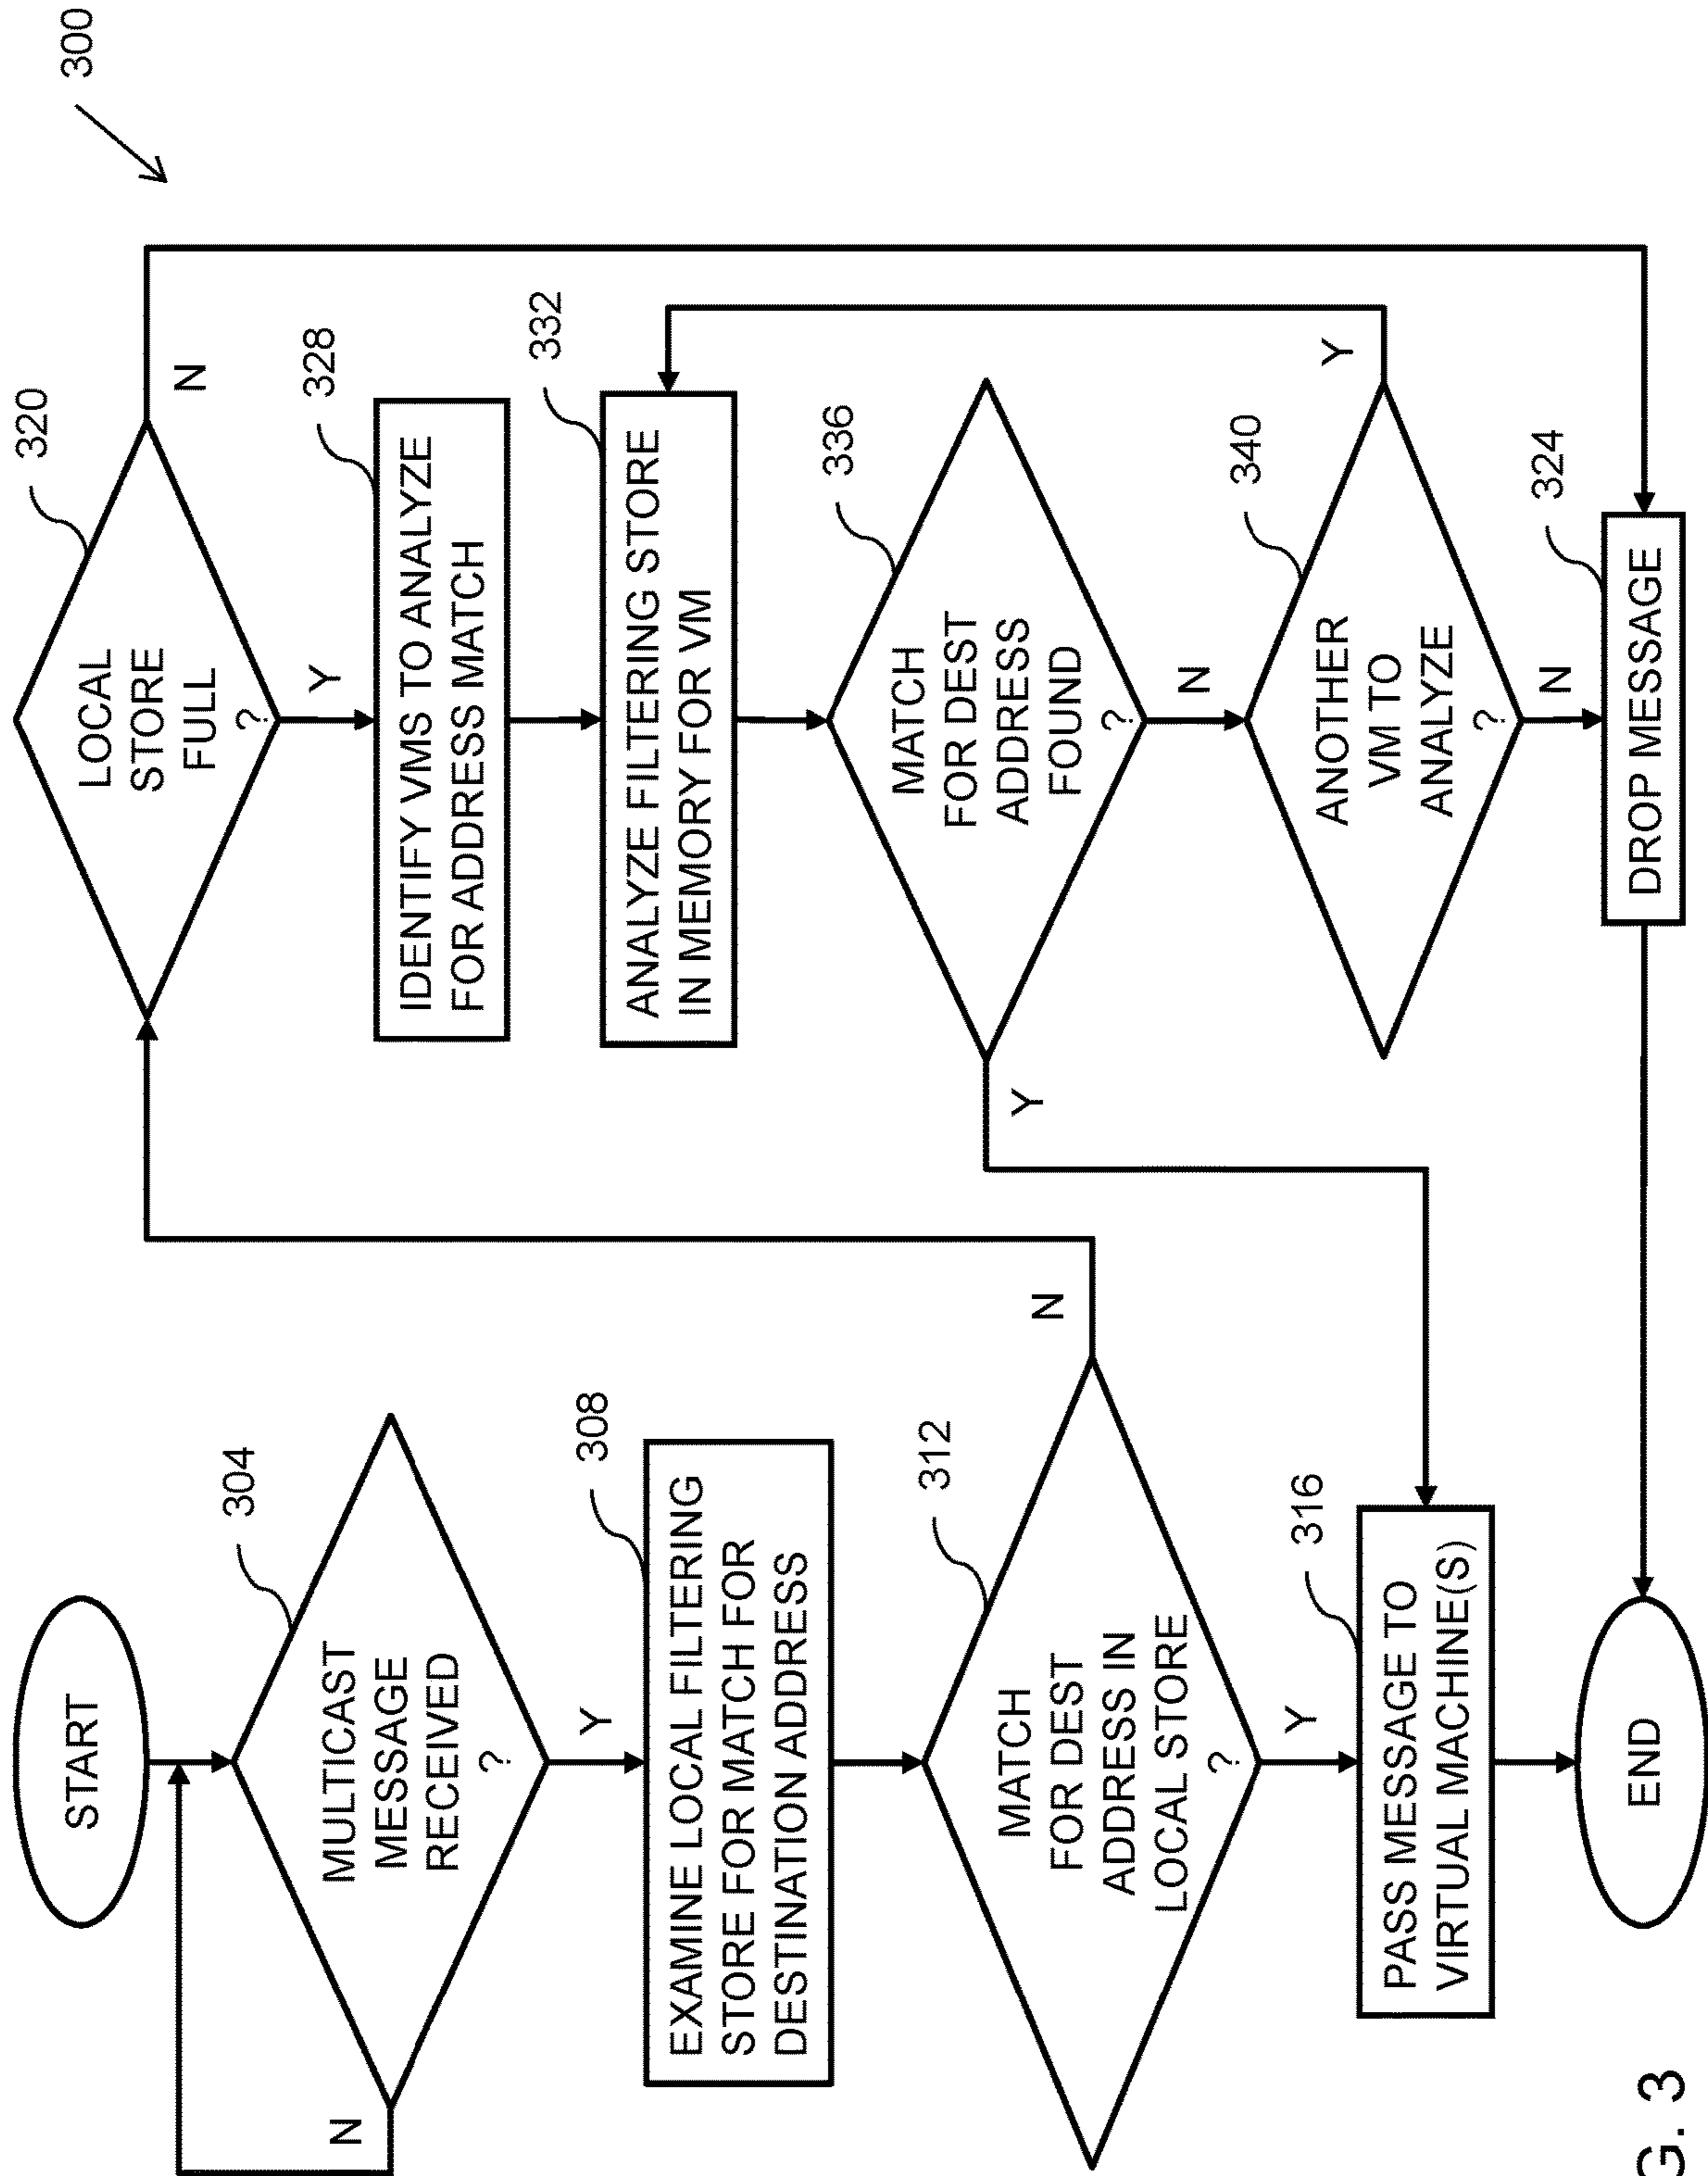 300
START
304
MULTICAST
MESSAGE
RECEIVED
?
N
Y
308
EXAMINE LOCAL FILTERING
STORE FOR MATCH FOR
DESTINATION ADDRESS
312
MATCH
FOR DEST
ADDRESS IN
LOCAL STORE
?
N
Y
316
PASS MESSAGE TO
VIRTUAL MACHINE(S)
END
320
LOCAL
STORE
FULL
?
N
Y
328
IDENTIFY VMS TO ANALYZE
FOR ADDRESS MATCH
332
ANALYZE FILTERING STORE
IN MEMORY FOR VM
336
MATCH
FOR DEST
ADDRESS
FOUND
?
Y
N
340
ANOTHER
VM TO
ANALYZE
?
Y
N
324
DROP MESSAGE
G. 3